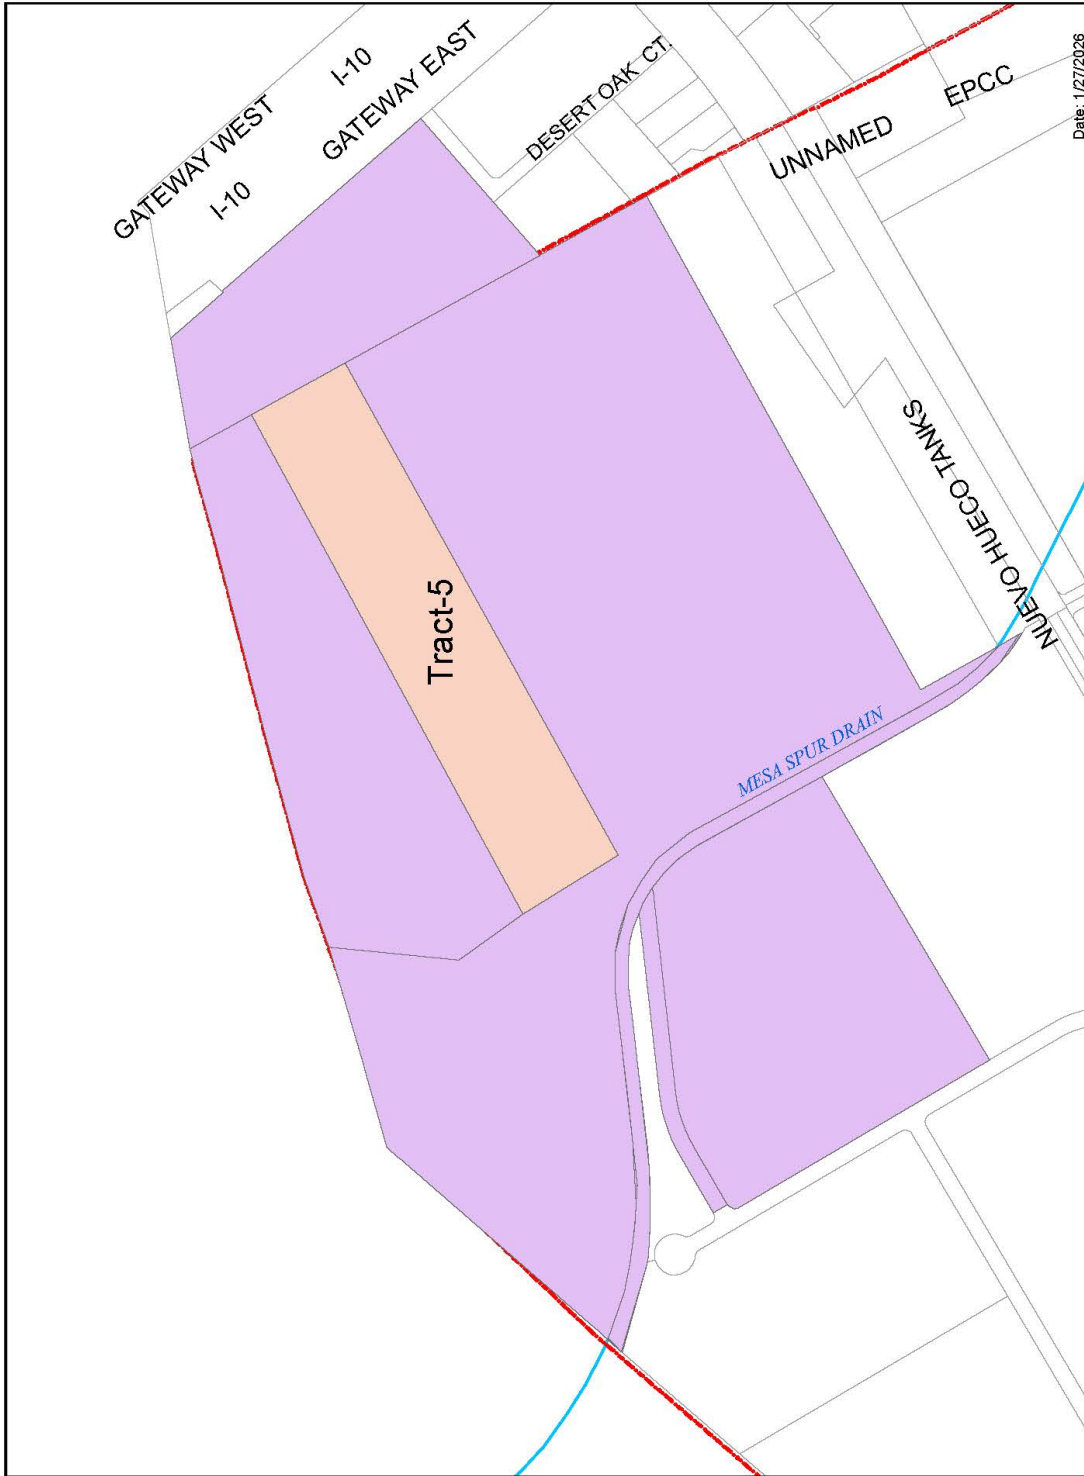 I-10
GATEWAY WEST
GATEWAY EAST
I-10
DESERT OAK CT.
EPCC
UNNAMED
Date: 1/27/2026
NUEVO HUECO TANKS
Tract-5
MESA SPUR DRAIN